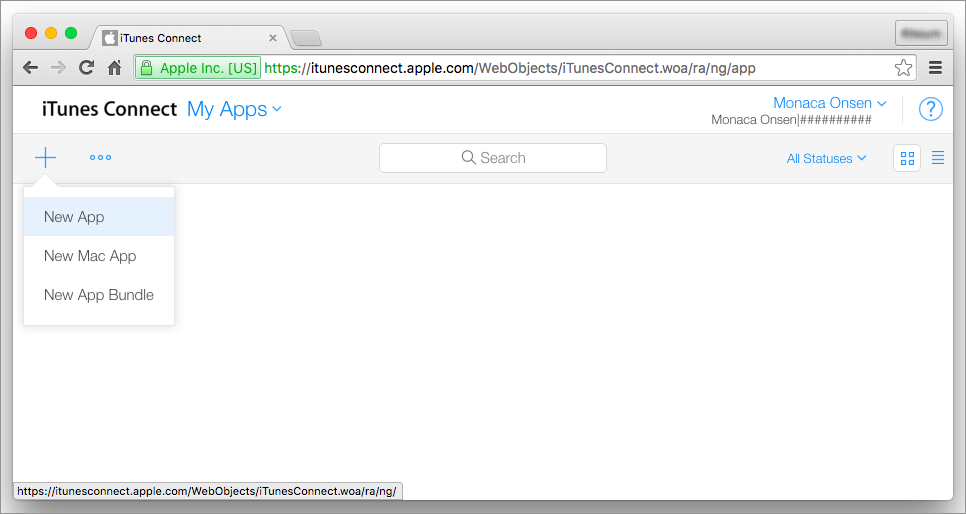 iTunes Connect
Apple Inc. [US] https://itunesconnect.apple.com/WebObjects/iTunesConnect.woa/ra/ng/app
iTunes Connect My Apps
Monaca Onsen
Monaca Onsen|##########
?
Search
All Statuses
New App
New Mac App
New App Bundle
https://itunesconnect.apple.com/WebObjects/iTunesConnect.woa/ra/ng/